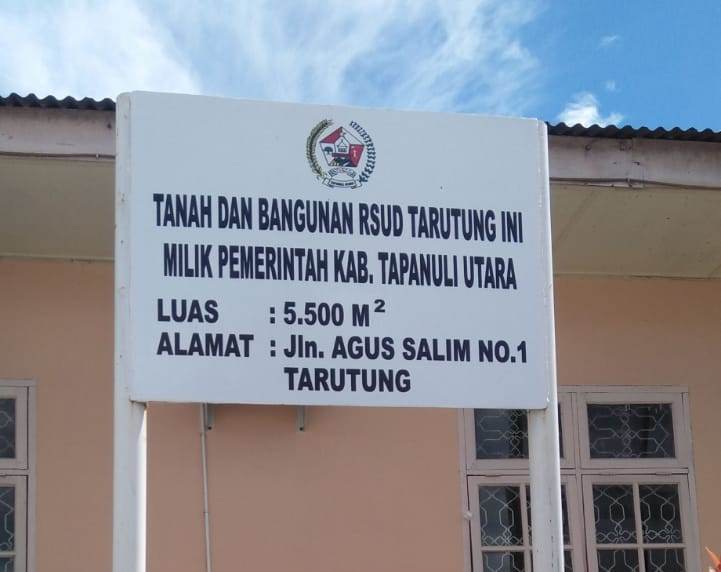 TANAH DAN BANGUNAN RSUD TARUTUNG INI
MILIK PEMERINTAH KAB. TAPANULI UTARA
LUAS : 5.500 M²
ALAMAT : Jln. AGUS SALIM NO.1
TARUTUNG